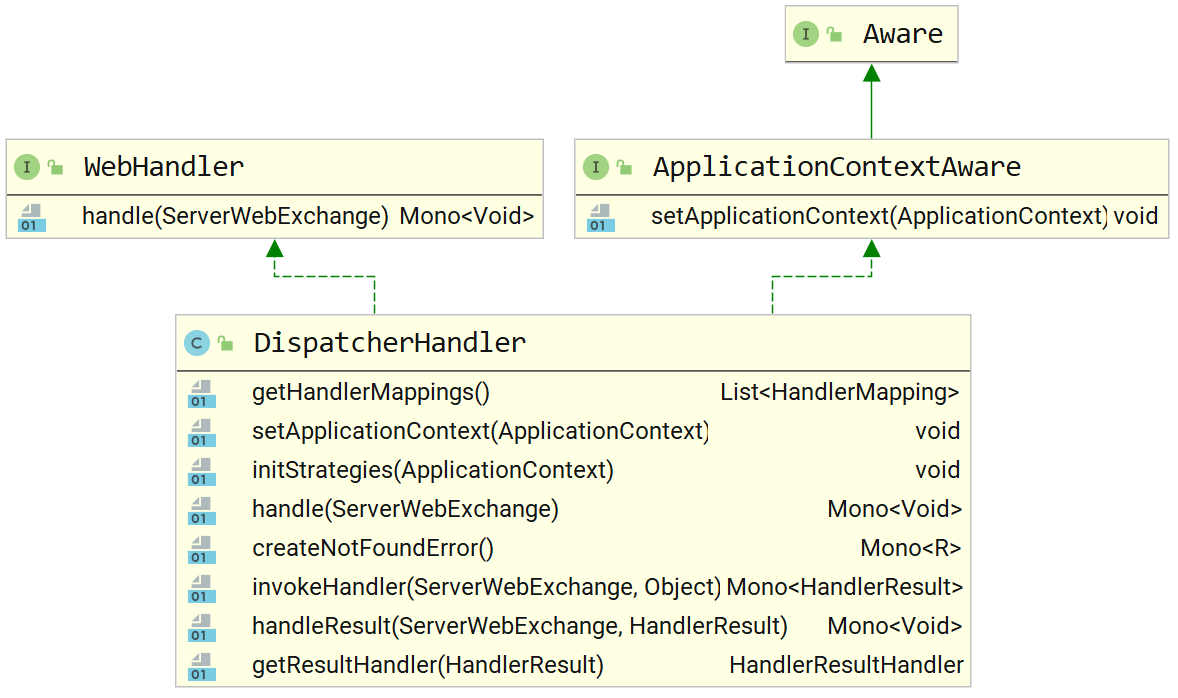 I Aware
I WebHandler
handle(ServerWebExchange) Mono<Void>
01
I ApplicationContextAware
setApplicationContext(ApplicationContext) void
01
C DispatcherHandler
getHandlerMappings() List<HandlerMapping>
01
setApplicationContext(ApplicationContext) void
01
initStrategies(ApplicationContext) void
01
handle(ServerWebExchange) Mono<Void>
01
createNotFoundError() Mono<R>
01
invokeHandler(ServerWebExchange, Object) Mono<HandlerResult>
01
handleResult(ServerWebExchange, HandlerResult) Mono<Void>
01
getResultHandler(HandlerResult) HandlerResultHandler
01